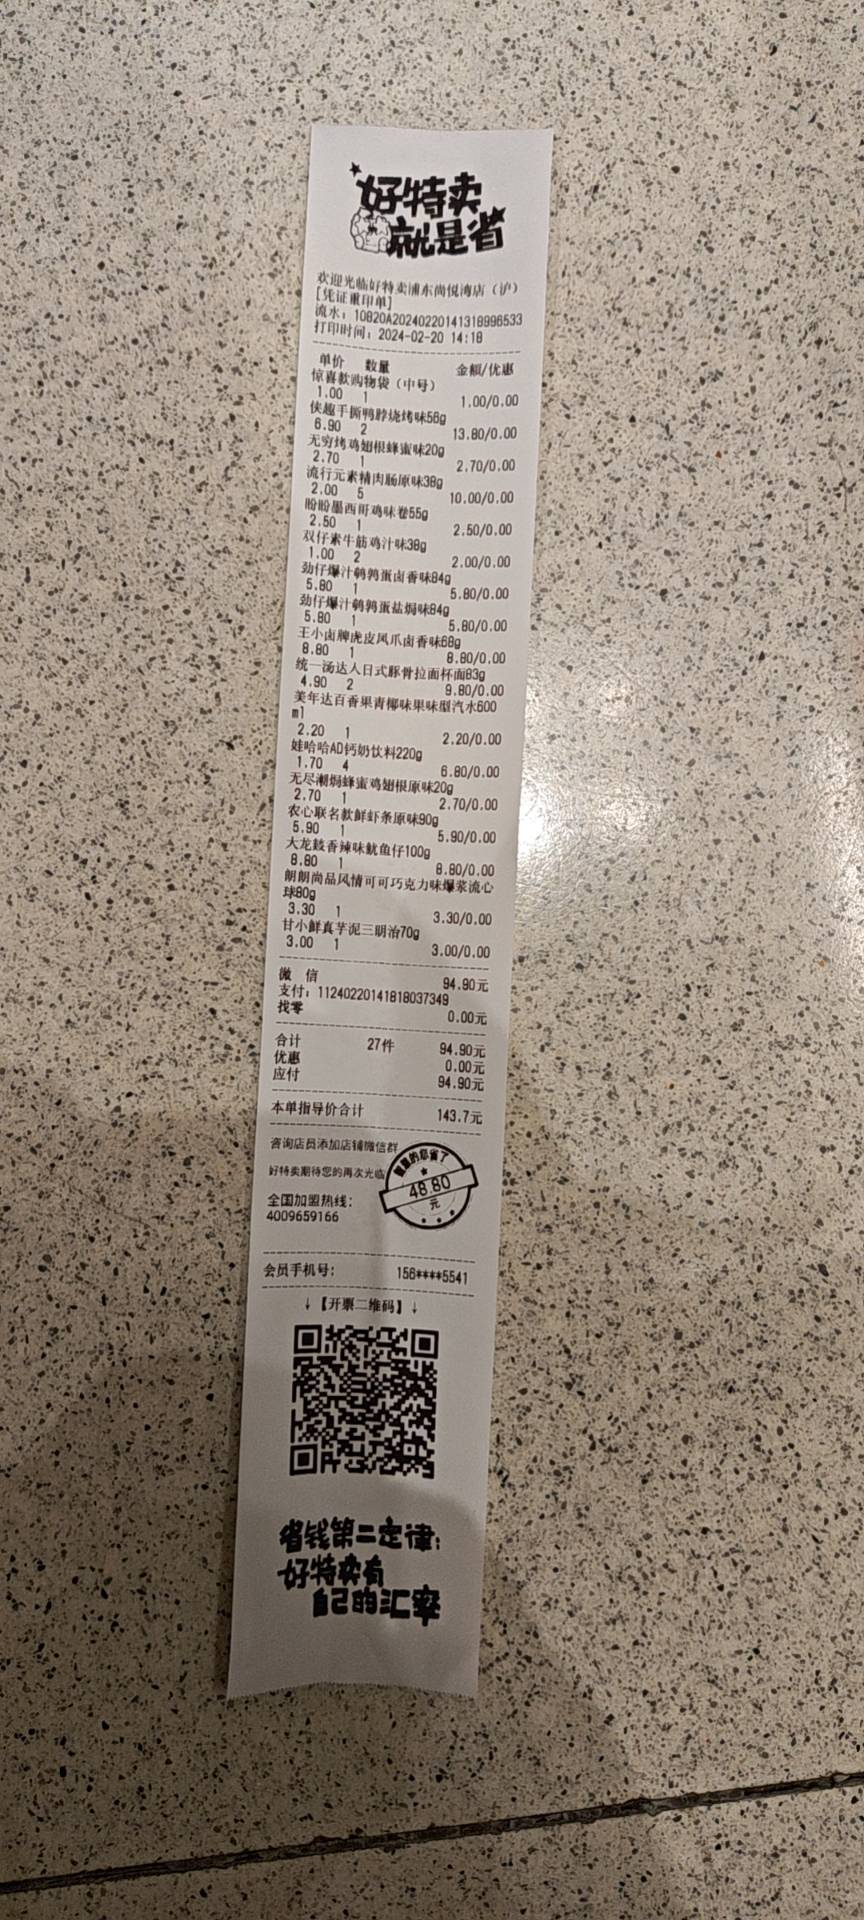 好特卖
就是省
欢迎光临好特卖浦东尚悦湾店（沪）
[凭证重印单]
流水：10820A20240220141318996533
打印时间：2024-02-20 14:18
单价 数量 金额/优惠
惊喜款购物袋（中号）
1.00 1 1.00/0.00
侠趣手撕鸭脖烧烤味56g
6.90 2 13.80/0.00
无穷烤鸡翅根蜂蜜味20g
2.70 1 2.70/0.00
流行元素精肉肠原味38g
2.00 5 10.00/0.00
盼盼墨西哥鸡味卷55g
2.50 1 2.50/0.00
双仔素牛筋鸡汁味38g
1.00 2 2.00/0.00
劲仔爆汁鹌鹑蛋卤香味84g
5.80 1 5.80/0.00
劲仔爆汁鹌鹑蛋盐焗味84g
5.80 1 5.80/0.00
王小卤牌虎皮凤爪卤香味68g
8.80 1 8.80/0.00
统一汤达人日式豚骨拉面杯面83g
4.90 2 9.80/0.00
美年达百香果青椰味果味型汽水600
ml
2.20 1 2.20/0.00
娃哈哈AD钙奶饮料220g
1.70 4 6.80/0.00
无尽潮焗蜂蜜鸡翅根原味20g
2.70 1 2.70/0.00
农心联名款鲜虾条原味90g
5.90 1 5.90/0.00
大龙燚香辣味鱿鱼仔100g
8.80 1 8.80/0.00
朗朗尚品风情可可巧克力味爆浆流心
球80g
3.30 1 3.30/0.00
甘小鲜真芋泥三明治70g
3.00 1 3.00/0.00
微 信 94.90元
支付：11240220141818037349
找零 0.00元
合计 27件 94.90元
优惠 0.00元
应付 94.90元
本单指导价合计 143.7元
咨询店员添加店铺微信群
好特卖期待您的再次光临
全国加盟热线：
4009659166
的您省了
48.80
元
会员手机号： 156****5541
↓【开票二维码】↓
省钱第二定律：
好特卖有
自己的汇率